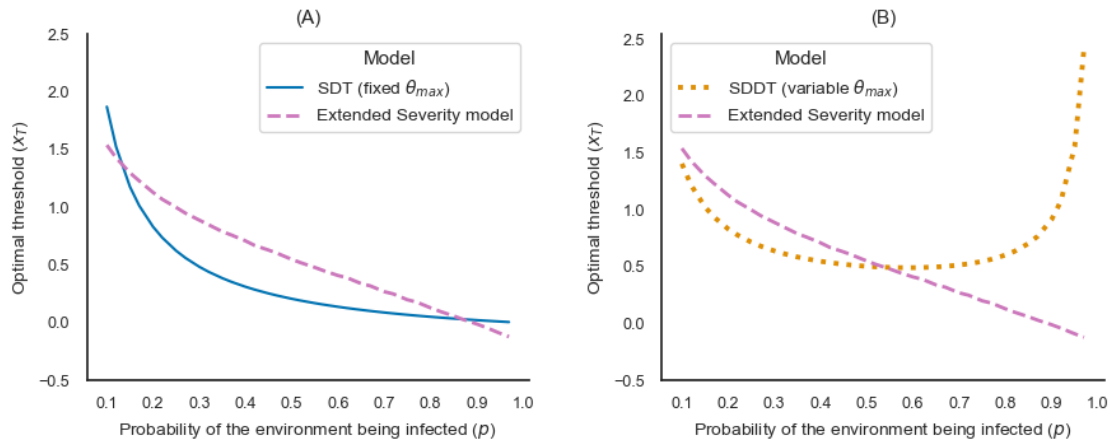 (A)
2.5
2.0
1.5
1.0
0.5
0.0
−0.5
Optimal threshold (x_T)
Model
SDT (fixed θ_max)
Extended Severity model
0.1 0.2 0.3 0.4 0.5 0.6 0.7 0.8 0.9 1.0
Probability of the environment being infected (p)
(B)
2.5
2.0
1.5
1.0
0.5
0.0
−0.5
Optimal threshold (x_T)
Model
SDDT (variable θ_max)
Extended Severity model
0.1 0.2 0.3 0.4 0.5 0.6 0.7 0.8 0.9 1.0
Probability of the environment being infected (p)